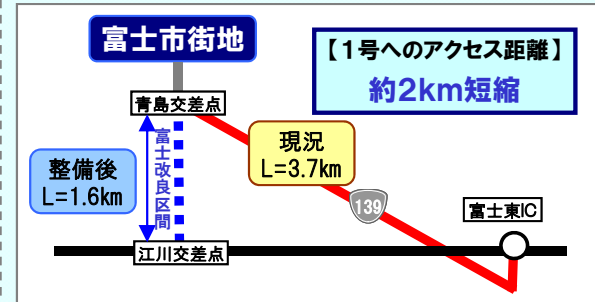 富士市街地
【1号へのアクセス距離】
約2km短縮
青島交差点
富士改良区間
現況
L=3.7km
整備後
L=1.6km
139
富士東IC
江川交差点